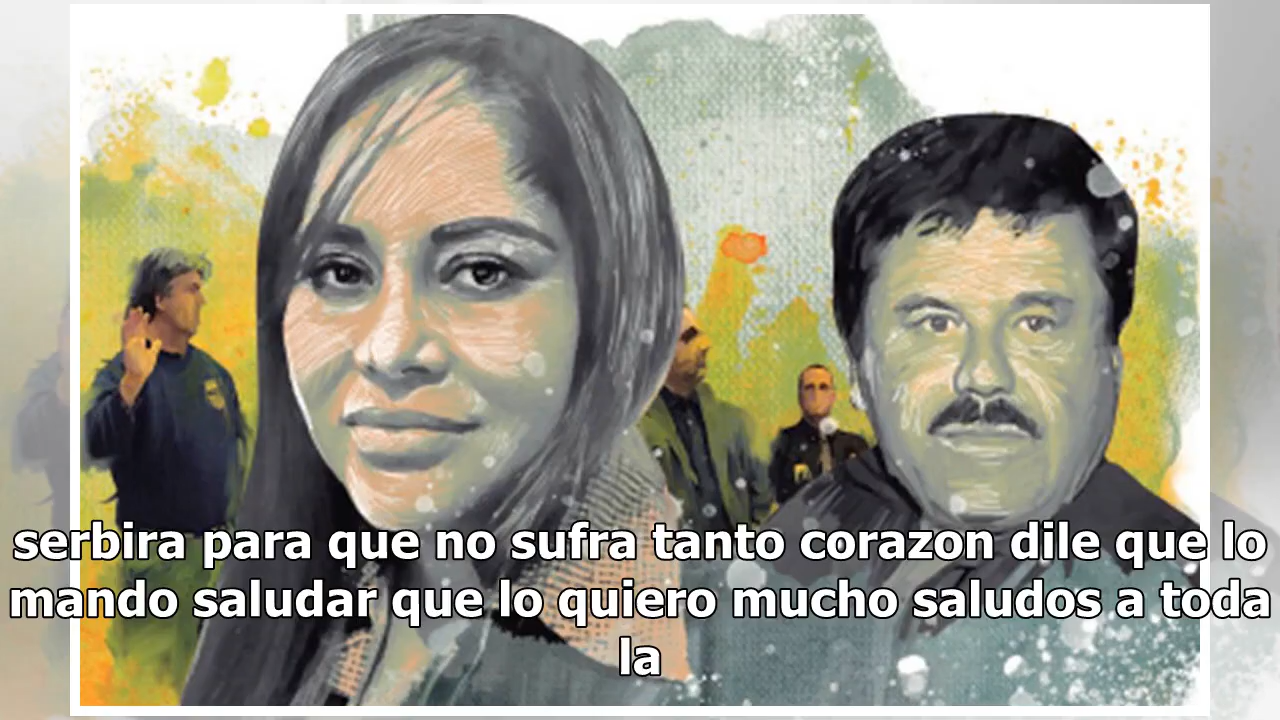 serbira para que no sufra tanto corazon dile que lo
mando saludar que lo quiero mucho saludos a toda
la